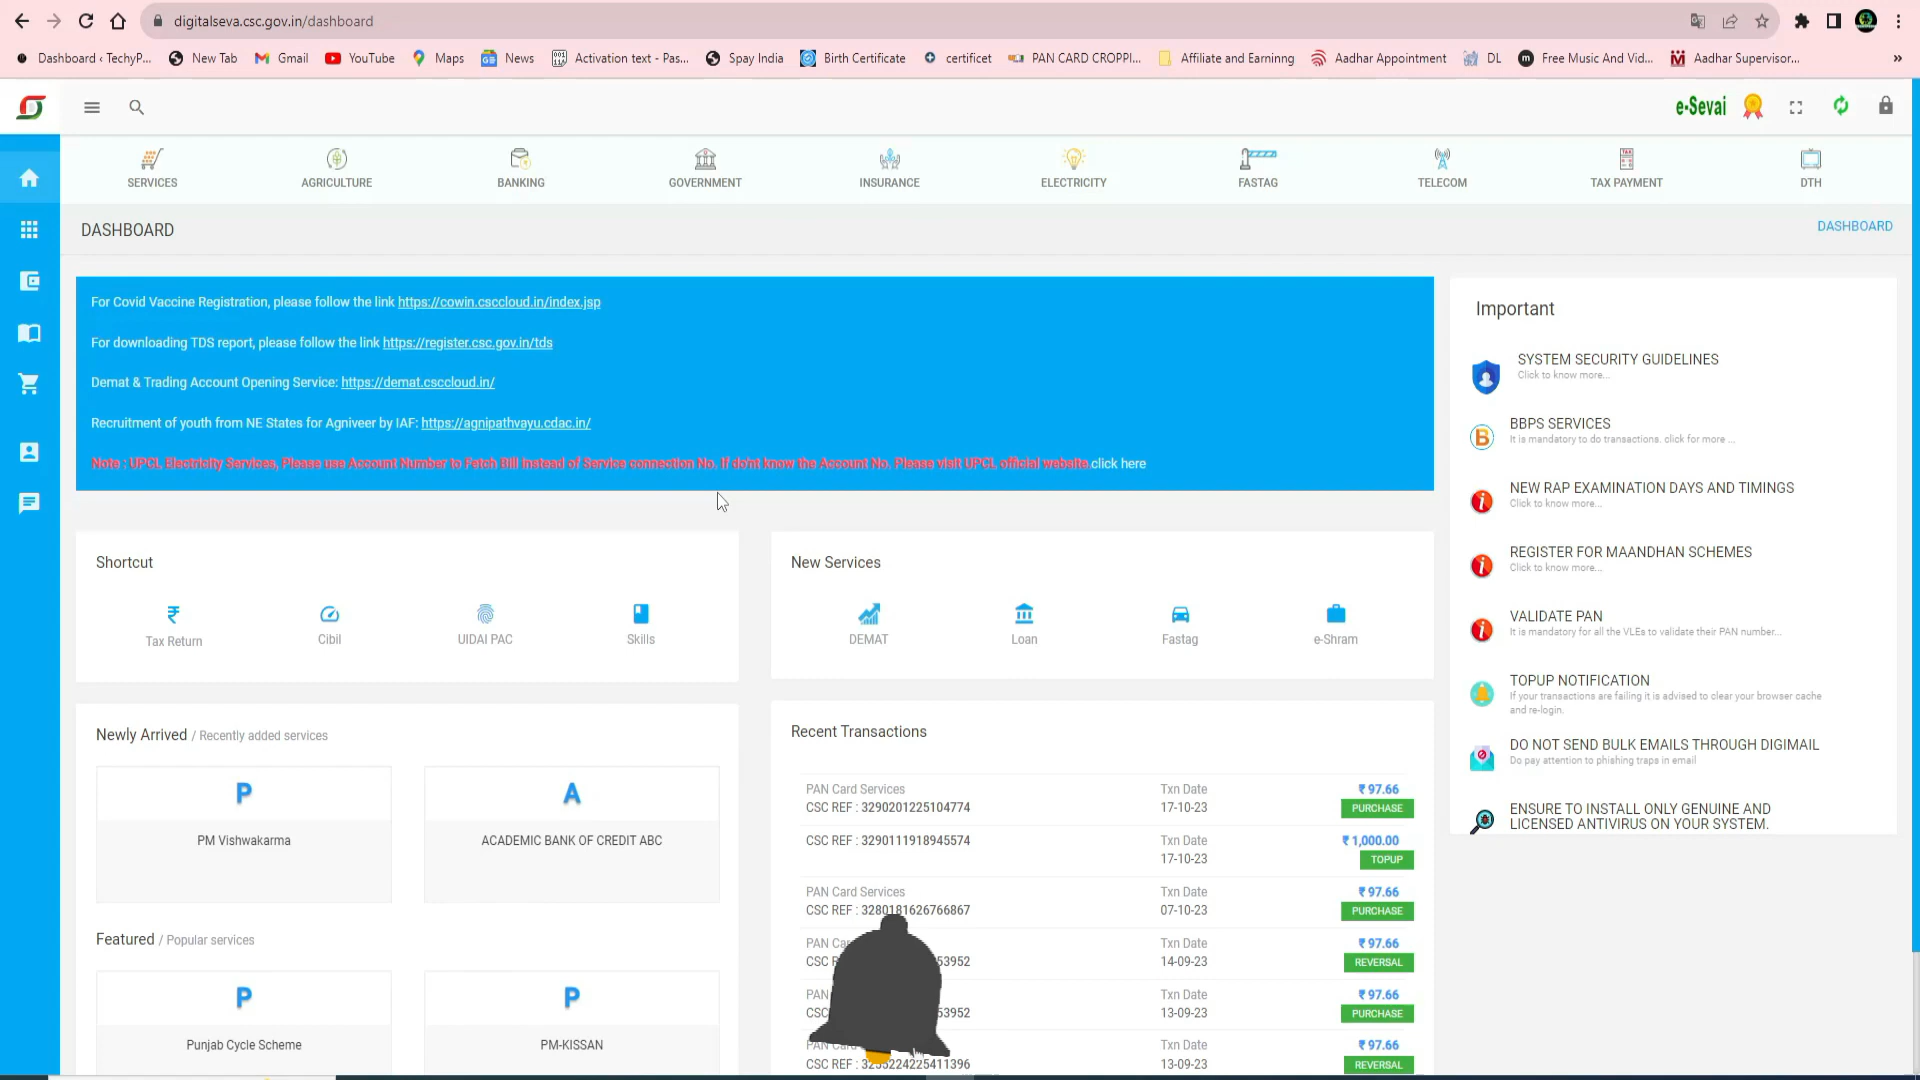 digitalseva.csc.gov.in/dashboard
Dashboard ‹ TechyP...
New Tab
Gmail
YouTube
Maps
News
Activation text - Pas...
Spay India
Birth Certificate
certificet
PAN CARD CROPPI...
Affiliate and Earninng
Aadhar Appointment
DL
Free Music And Vid...
Aadhar Supervisor...
»
e-Sevai
SERVICES
AGRICULTURE
BANKING
GOVERNMENT
INSURANCE
ELECTRICITY
FASTAG
TELECOM
TAX PAYMENT
DTH
DASHBOARD
DASHBOARD
For Covid Vaccine Registration, please follow the link https://cowin.csccloud.in/index.jsp
For downloading TDS report, please follow the link https://register.csc.gov.in/tds
Demat & Trading Account Opening Service: https://demat.csccloud.in/
Recruitment of youth from NE States for Agniveer by IAF: https://agnipathvayu.cdac.in/
Note : UPCL Electricity Services, Please use Account Number to Fetch Bill instead of Service connection No. If do'nt know the Account No. Please visit UPCL official website.click here
Important
SYSTEM SECURITY GUIDELINES
Click to know more...
BBPS SERVICES
It is mandatory to do transactions. click for more ...
NEW RAP EXAMINATION DAYS AND TIMINGS
Click to know more...
REGISTER FOR MAANDHAN SCHEMES
Click to know more...
VALIDATE PAN
It is mandatory for all the VLEs to validate their PAN number...
TOPUP NOTIFICATION
If your transactions are failing it is advised to clear your browser cache
and re-login.
DO NOT SEND BULK EMAILS THROUGH DIGIMAIL
Do pay attention to phishing traps in email
ENSURE TO INSTALL ONLY GENUINE AND
LICENSED ANTIVIRUS ON YOUR SYSTEM.
Shortcut
Tax Return
Cibil
UIDAI PAC
Skills
New Services
DEMAT
Loan
Fastag
e-Shram
Newly Arrived / Recently added services
P
PM Vishwakarma
A
ACADEMIC BANK OF CREDIT ABC
Featured / Popular services
P
Punjab Cycle Scheme
P
PM-KISSAN
Recent Transactions
PAN Card Services Txn Date ₹ 97.66
CSC REF : 3290201225104774 17-10-23 PURCHASE
CSC REF : 3290111918945574 Txn Date ₹ 1,000.00
17-10-23 TOPUP
PAN Card Services Txn Date ₹ 97.66
CSC REF : 3280181626766867 07-10-23 PURCHASE
PAN Txn Date ₹ 97.66
CSC 53952 14-09-23 REVERSAL
PAN Txn Date ₹ 97.66
CSC 53952 13-09-23 PURCHASE
PAN Txn Date ₹ 97.66
CSC REF : 13-09-23 REVERSAL